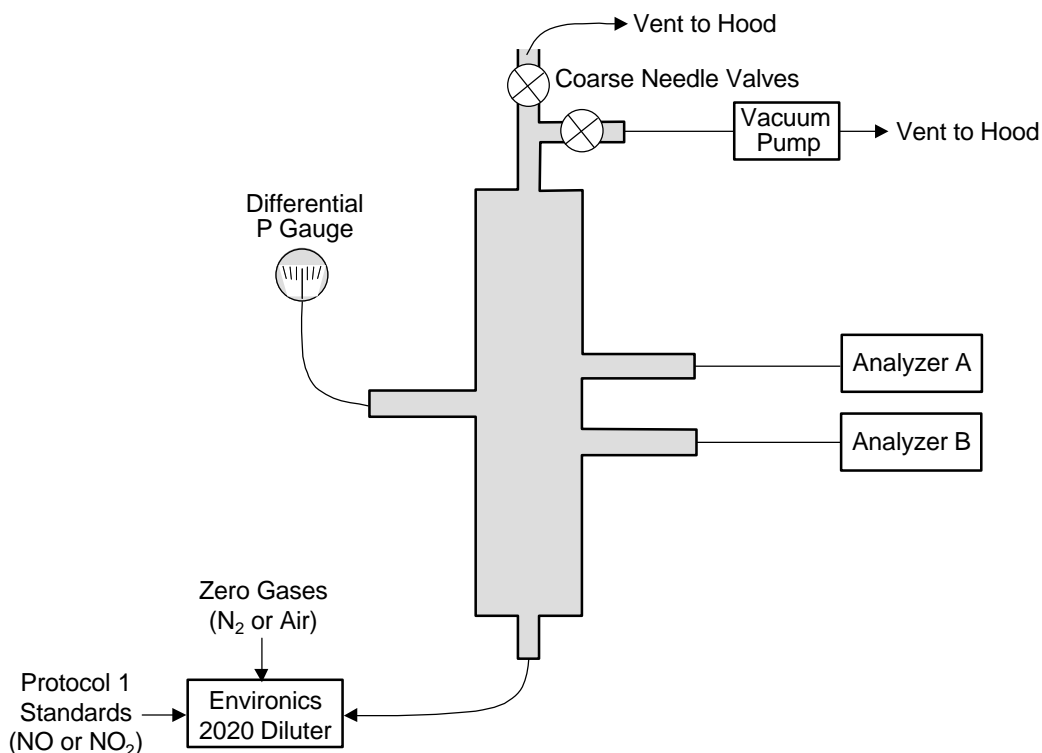 Vent to Hood
Coarse Needle Valves
Vacuum
Pump
Vent to Hood
Differential
P Gauge
Analyzer A
Analyzer B
Zero Gases
(N₂ or Air)
Protocol 1
Standards
(NO or NO₂)
Environics
2020 Diluter